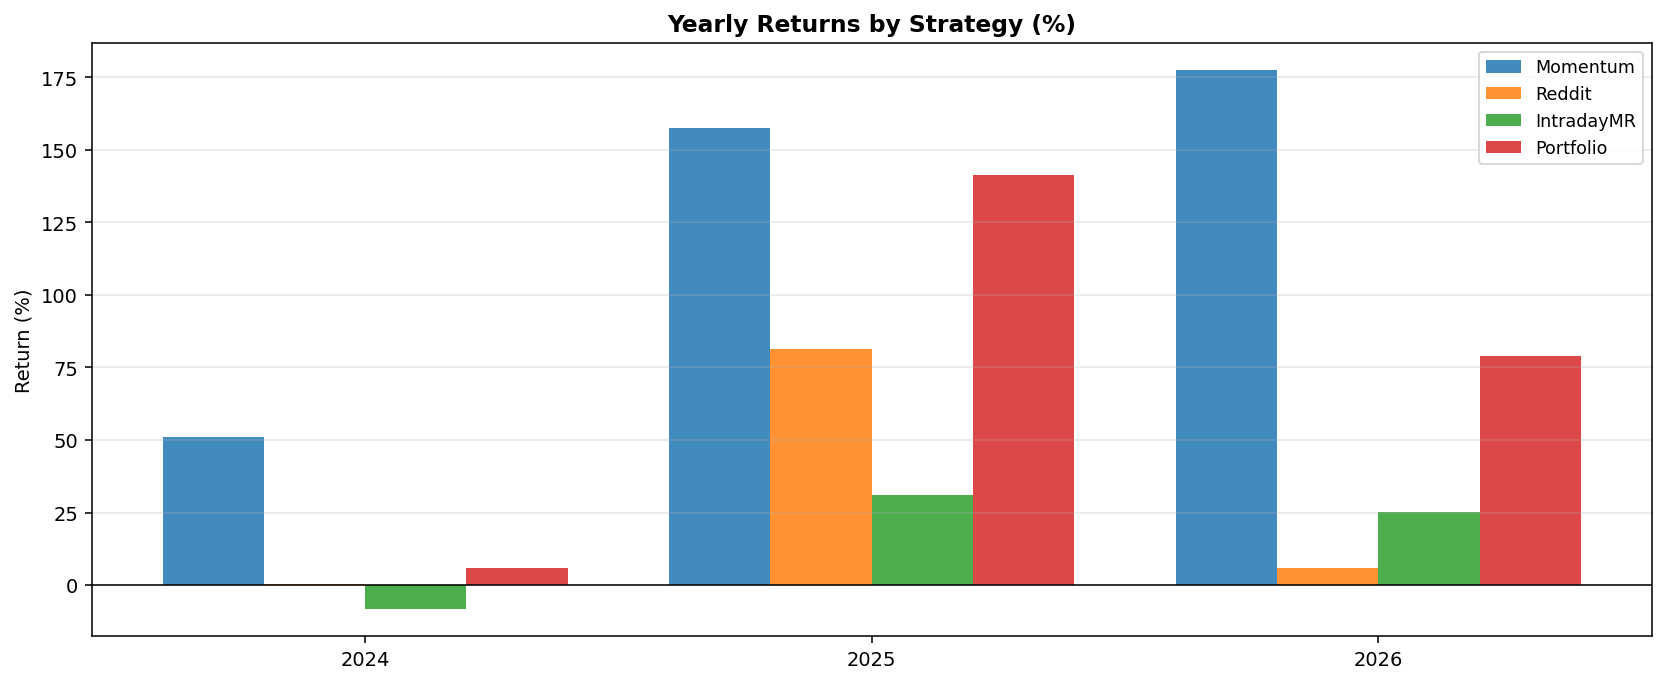 Yearly Returns by Strategy (%)
Momentum
Reddit
IntradayMR
Portfolio
Return (%)
175
150
125
100
75
50
25
0
2024 2025 2026